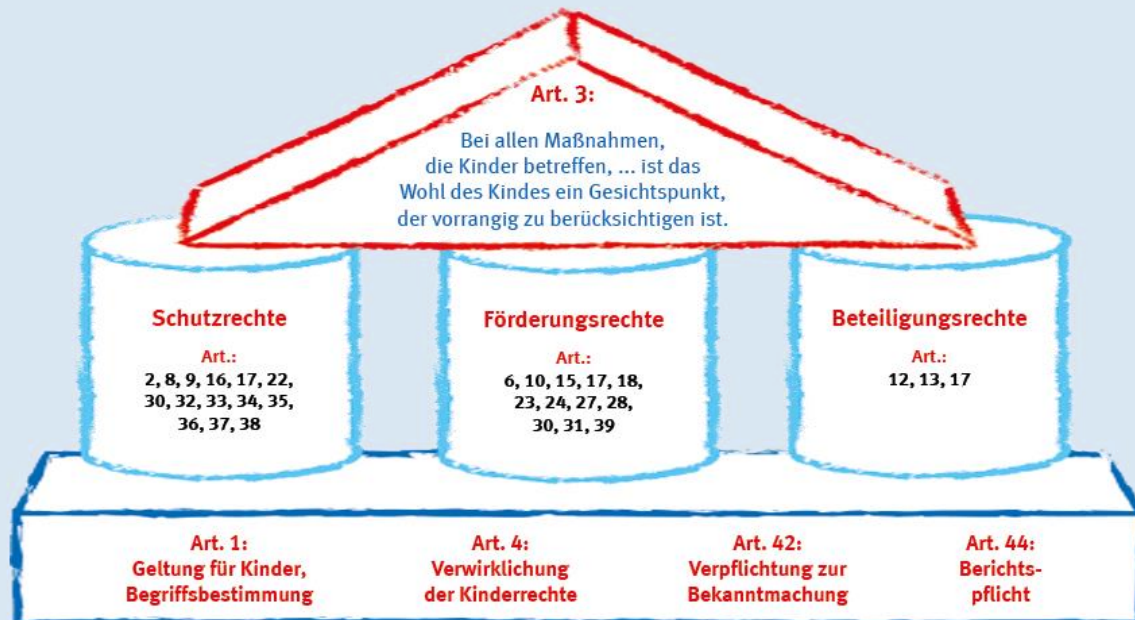 Art. 3:
Bei allen Maßnahmen,
die Kinder betreffen, ... ist das
Wohl des Kindes ein Gesichtspunkt,
der vorrangig zu berücksichtigen ist.
Schutzrechte
Art.:
2, 8, 9, 16, 17, 22,
30, 32, 33, 34, 35,
36, 37, 38
Förderungsrechte
Art.:
6, 10, 15, 17, 18,
23, 24, 27, 28,
30, 31, 39
Beteiligungsrechte
Art.:
12, 13, 17
Art. 1:
Geltung für Kinder,
Begriffsbestimmung
Art. 4:
Verwirklichung
der Kinderrechte
Art. 42:
Verpflichtung zur
Bekanntmachung
Art. 44:
Berichts-
pflicht